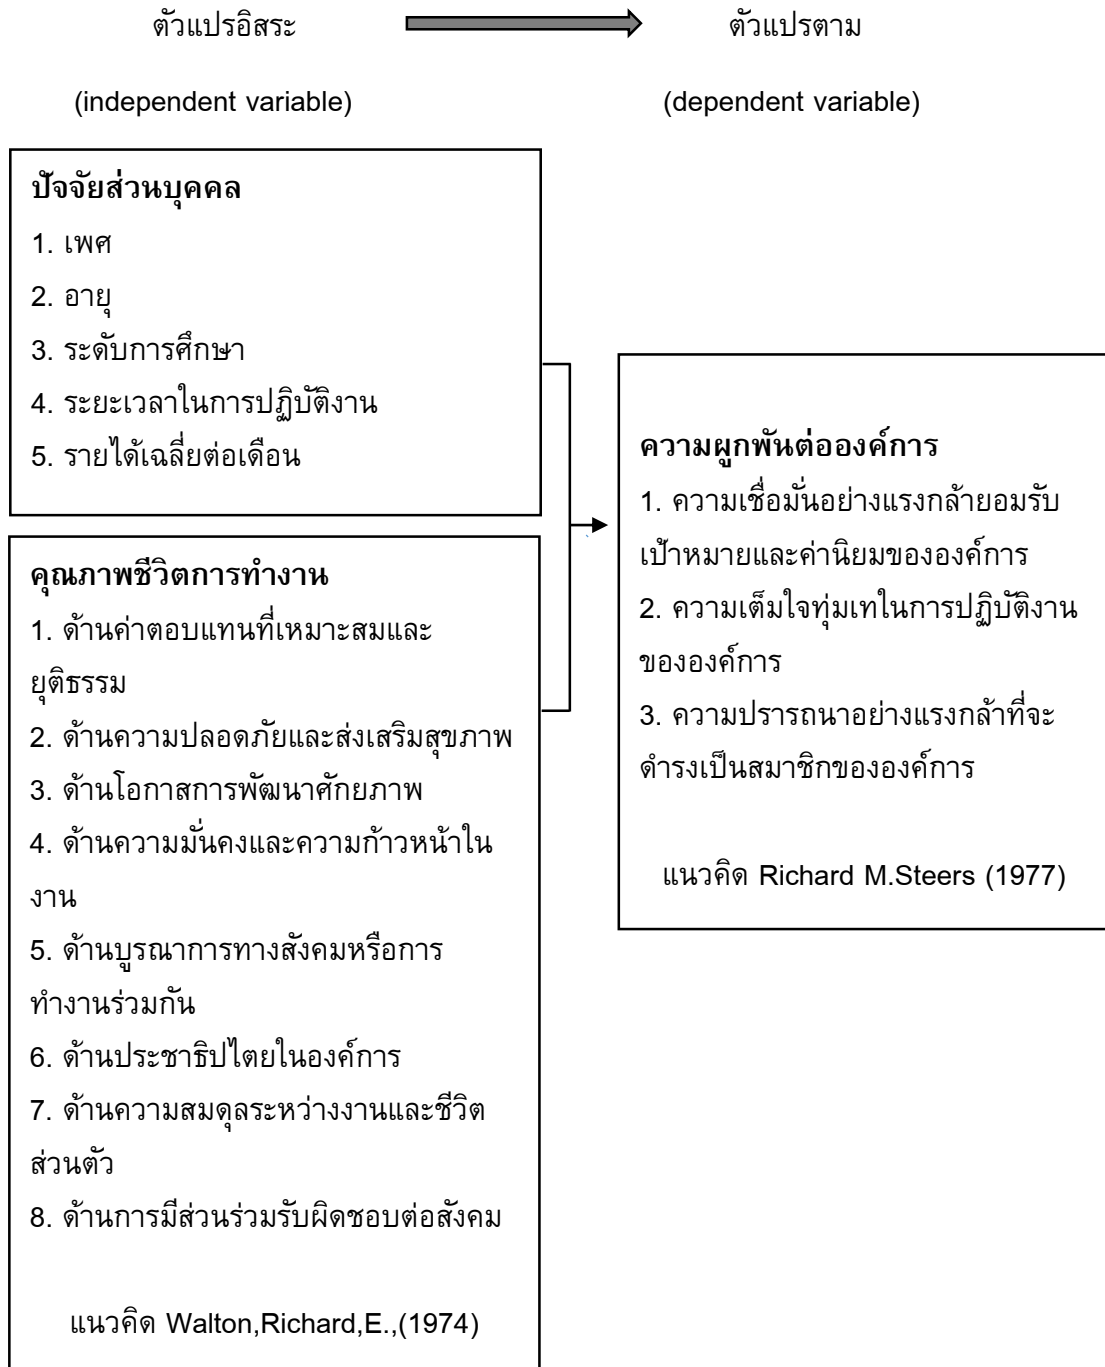 ตัวแปรอิสระ
ตัวแปรตาม
(independent variable)
(dependent variable)
ปัจจัยส่วนบุคคล
1. เพศ
2. อายุ
3. ระดับการศึกษา
4. ระยะเวลาในการปฏิบัติงาน
5. รายได้เฉลี่ยต่อเดือน
คุณภาพชีวิตการทำงาน
1. ด้านค่าตอบแทนที่เหมาะสมและ
ยุติธรรม
2. ด้านความปลอดภัยและส่งเสริมสุขภาพ
3. ด้านโอกาสการพัฒนาศักยภาพ
4. ด้านความมั่นคงและความก้าวหน้าใน
งาน
5. ด้านบูรณาการทางสังคมหรือการ
ทำงานร่วมกัน
6. ด้านประชาธิปไตยในองค์การ
7. ด้านความสมดุลระหว่างงานและชีวิต
ส่วนตัว
8. ด้านการมีส่วนร่วมรับผิดชอบต่อสังคม
แนวคิด Walton,Richard,E.,(1974)
ความผูกพันต่อองค์การ
1. ความเชื่อมั่นอย่างแรงกล้ายอมรับ
เป้าหมายและค่านิยมขององค์การ
2. ความเต็มใจทุ่มเทในการปฏิบัติงาน
ขององค์การ
3. ความปรารถนาอย่างแรงกล้าที่จะ
ดำรงเป็นสมาชิกขององค์การ
แนวคิด Richard M.Steers (1977)